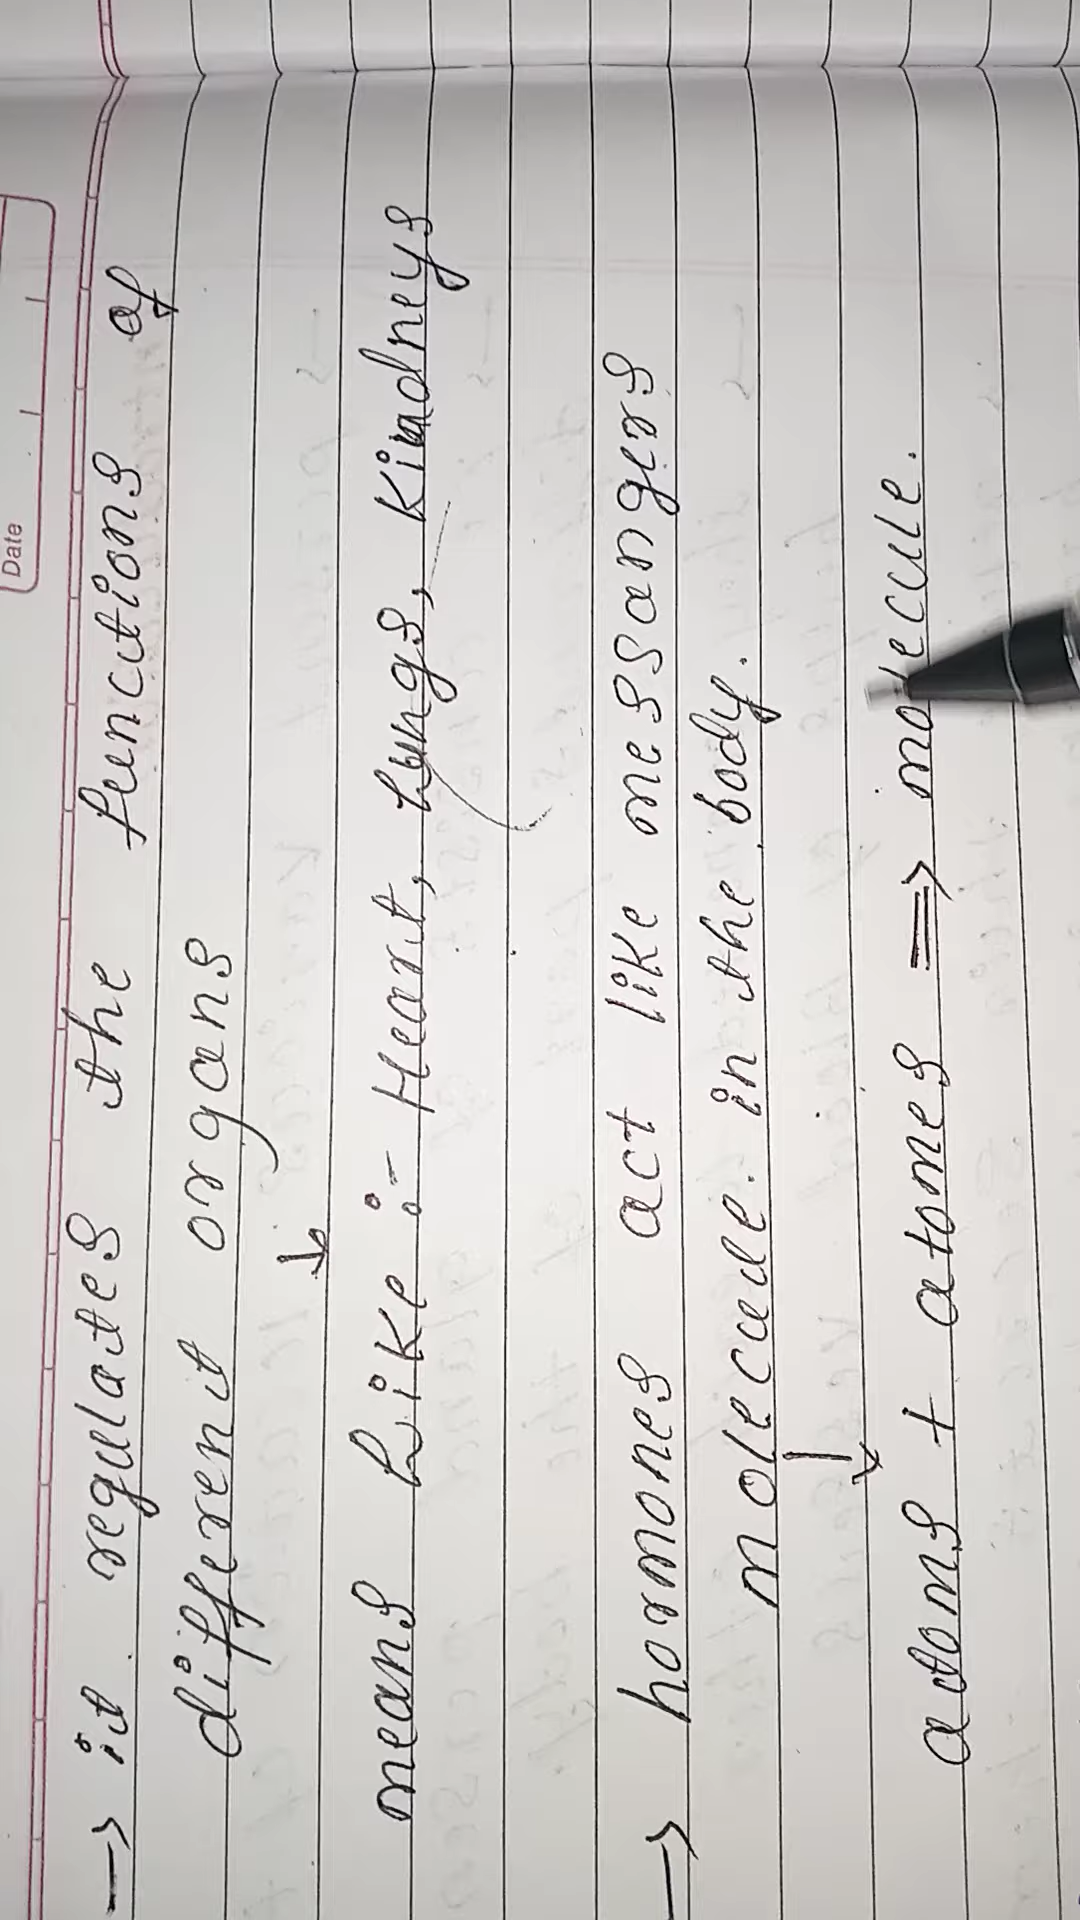 Date
→ it regulates the functions of
different organs
↓
means Like :- Heart, Lungs, Kiadneys
→ hormones act like messangers
molecule. in the body.
↓
atoms + atomes ⇒ molecule.